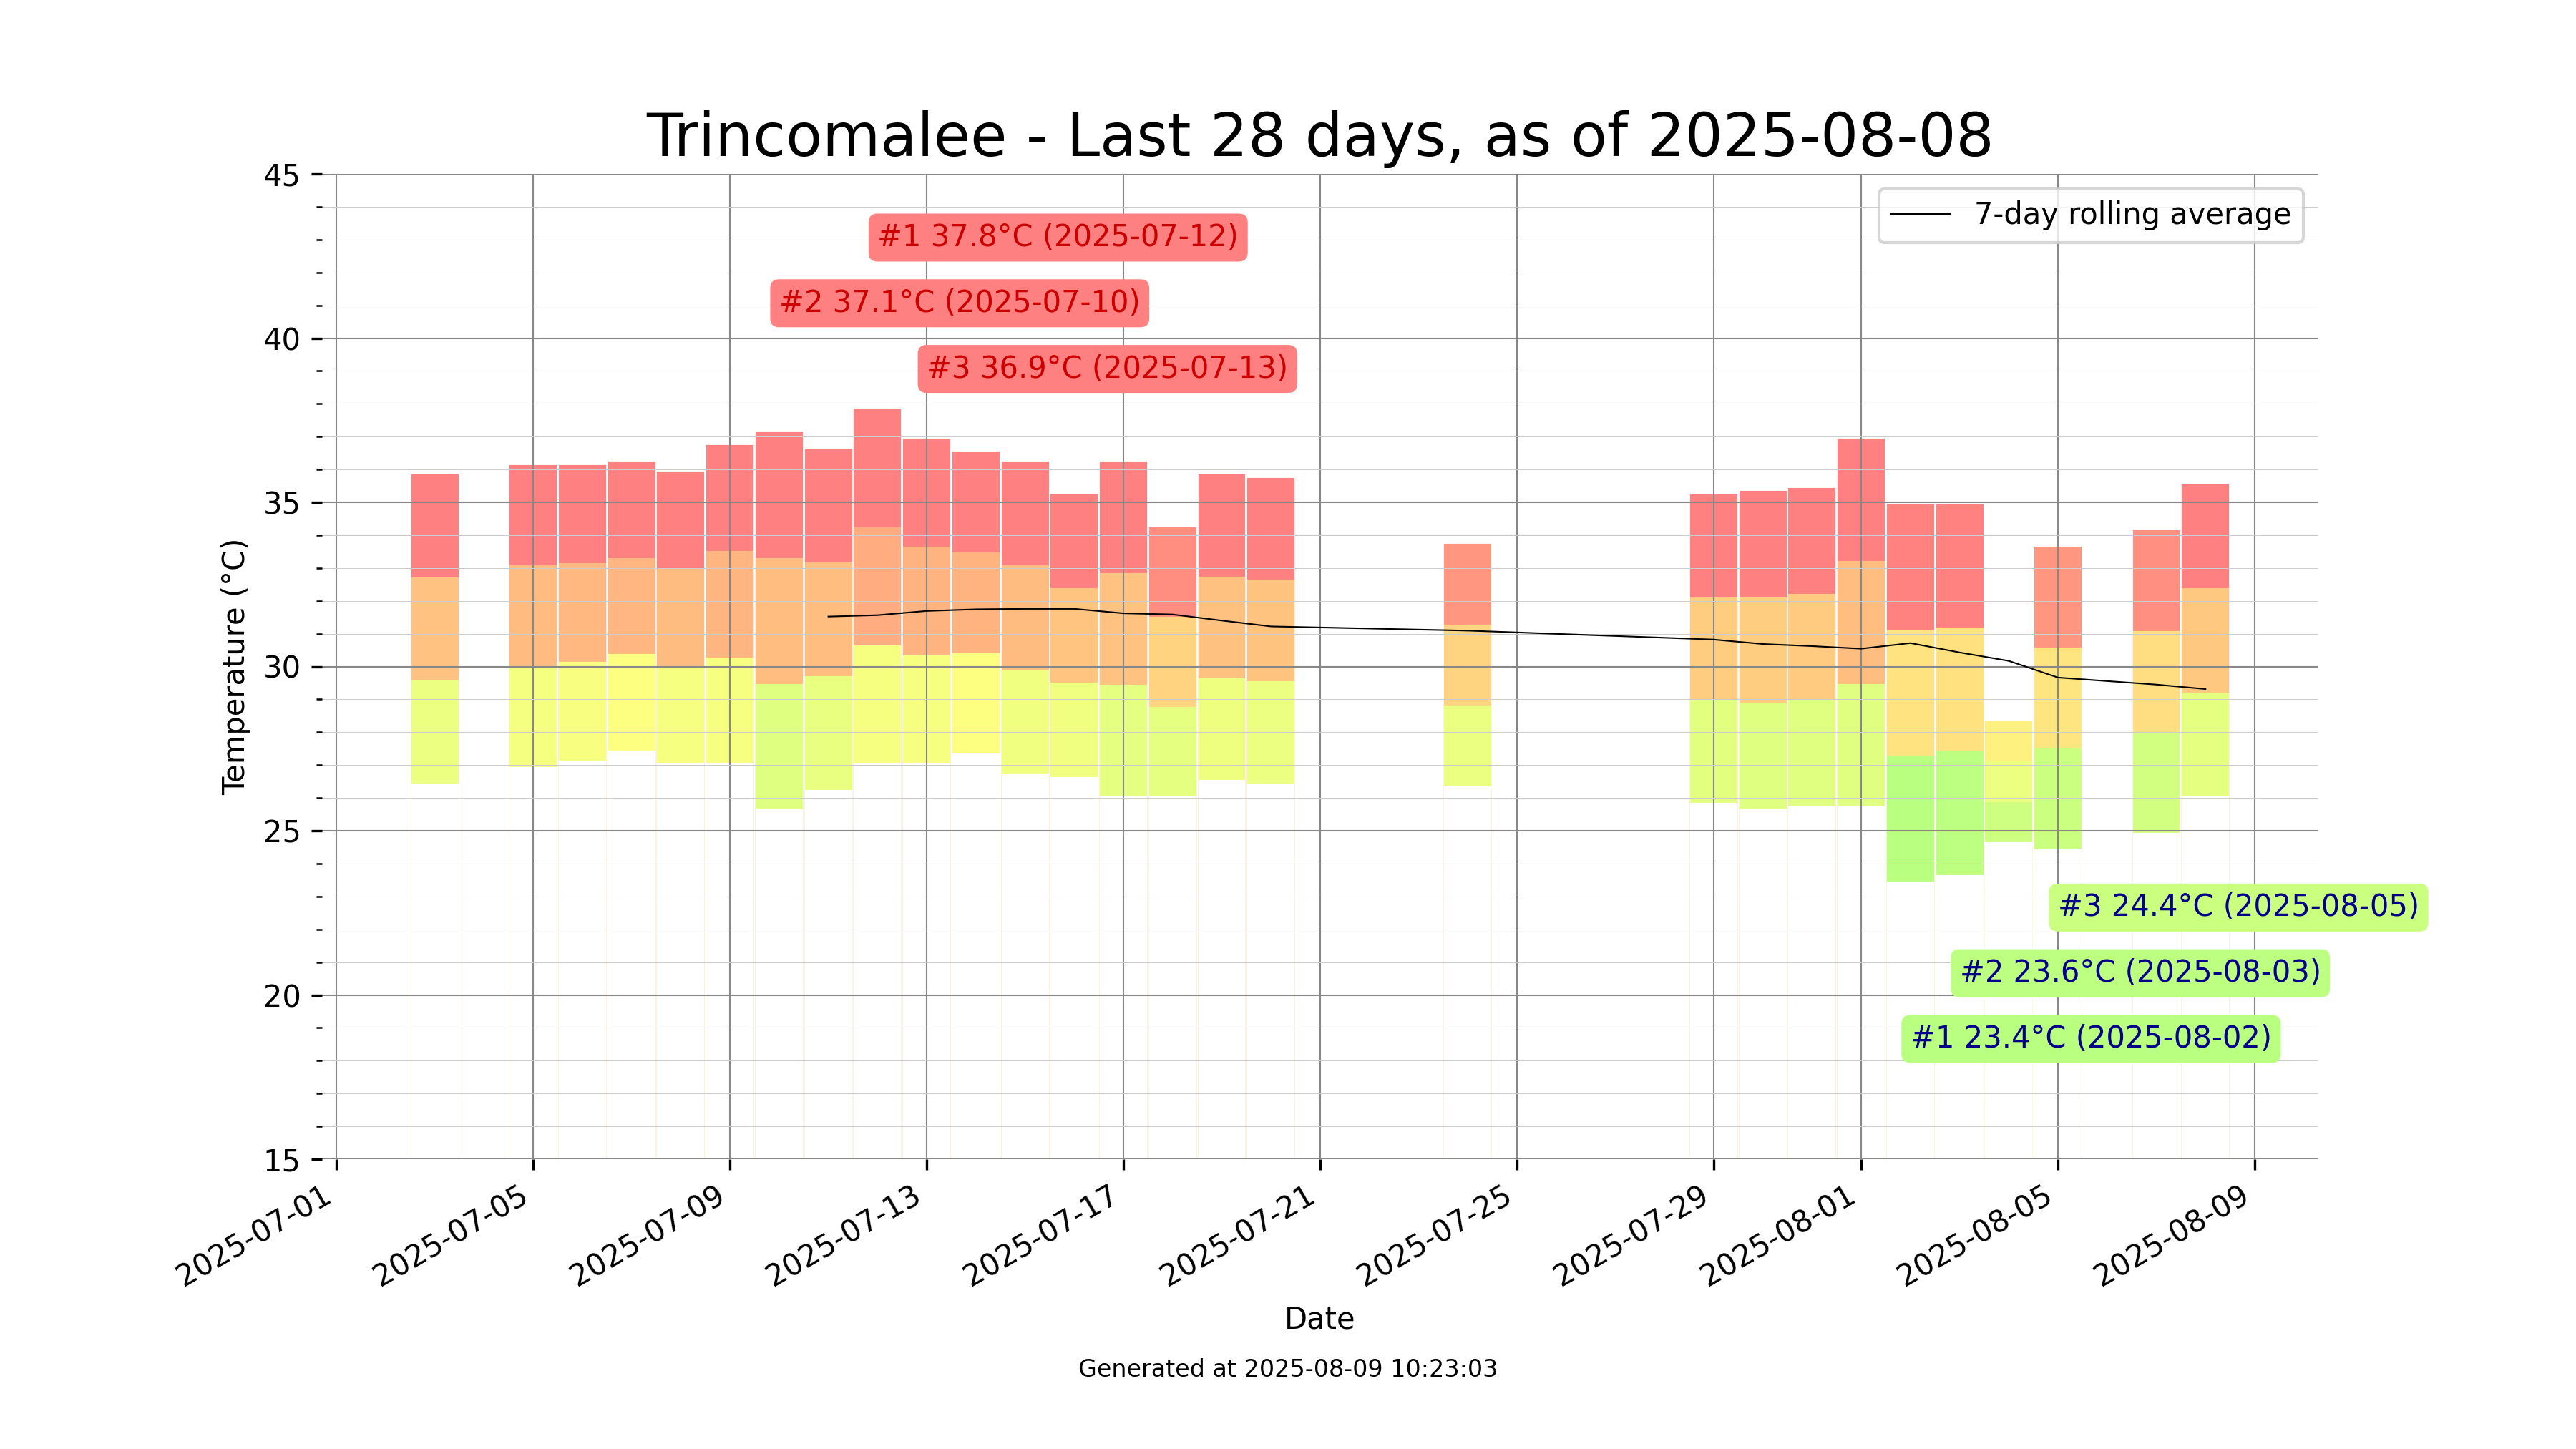 Trincomalee - Last 28 days, as of 2025-08-08
7-day rolling average
#1 37.8°C (2025-07-12)
#2 37.1°C (2025-07-10)
#3 36.9°C (2025-07-13)
#3 24.4°C (2025-08-05)
#2 23.6°C (2025-08-03)
#1 23.4°C (2025-08-02)
Temperature (°C)
45
40
35
30
25
20
15
2025-07-01
2025-07-05
2025-07-09
2025-07-13
2025-07-17
2025-07-21
2025-07-25
2025-07-29
2025-08-01
2025-08-05
2025-08-09
Date
Generated at 2025-08-09 10:23:03